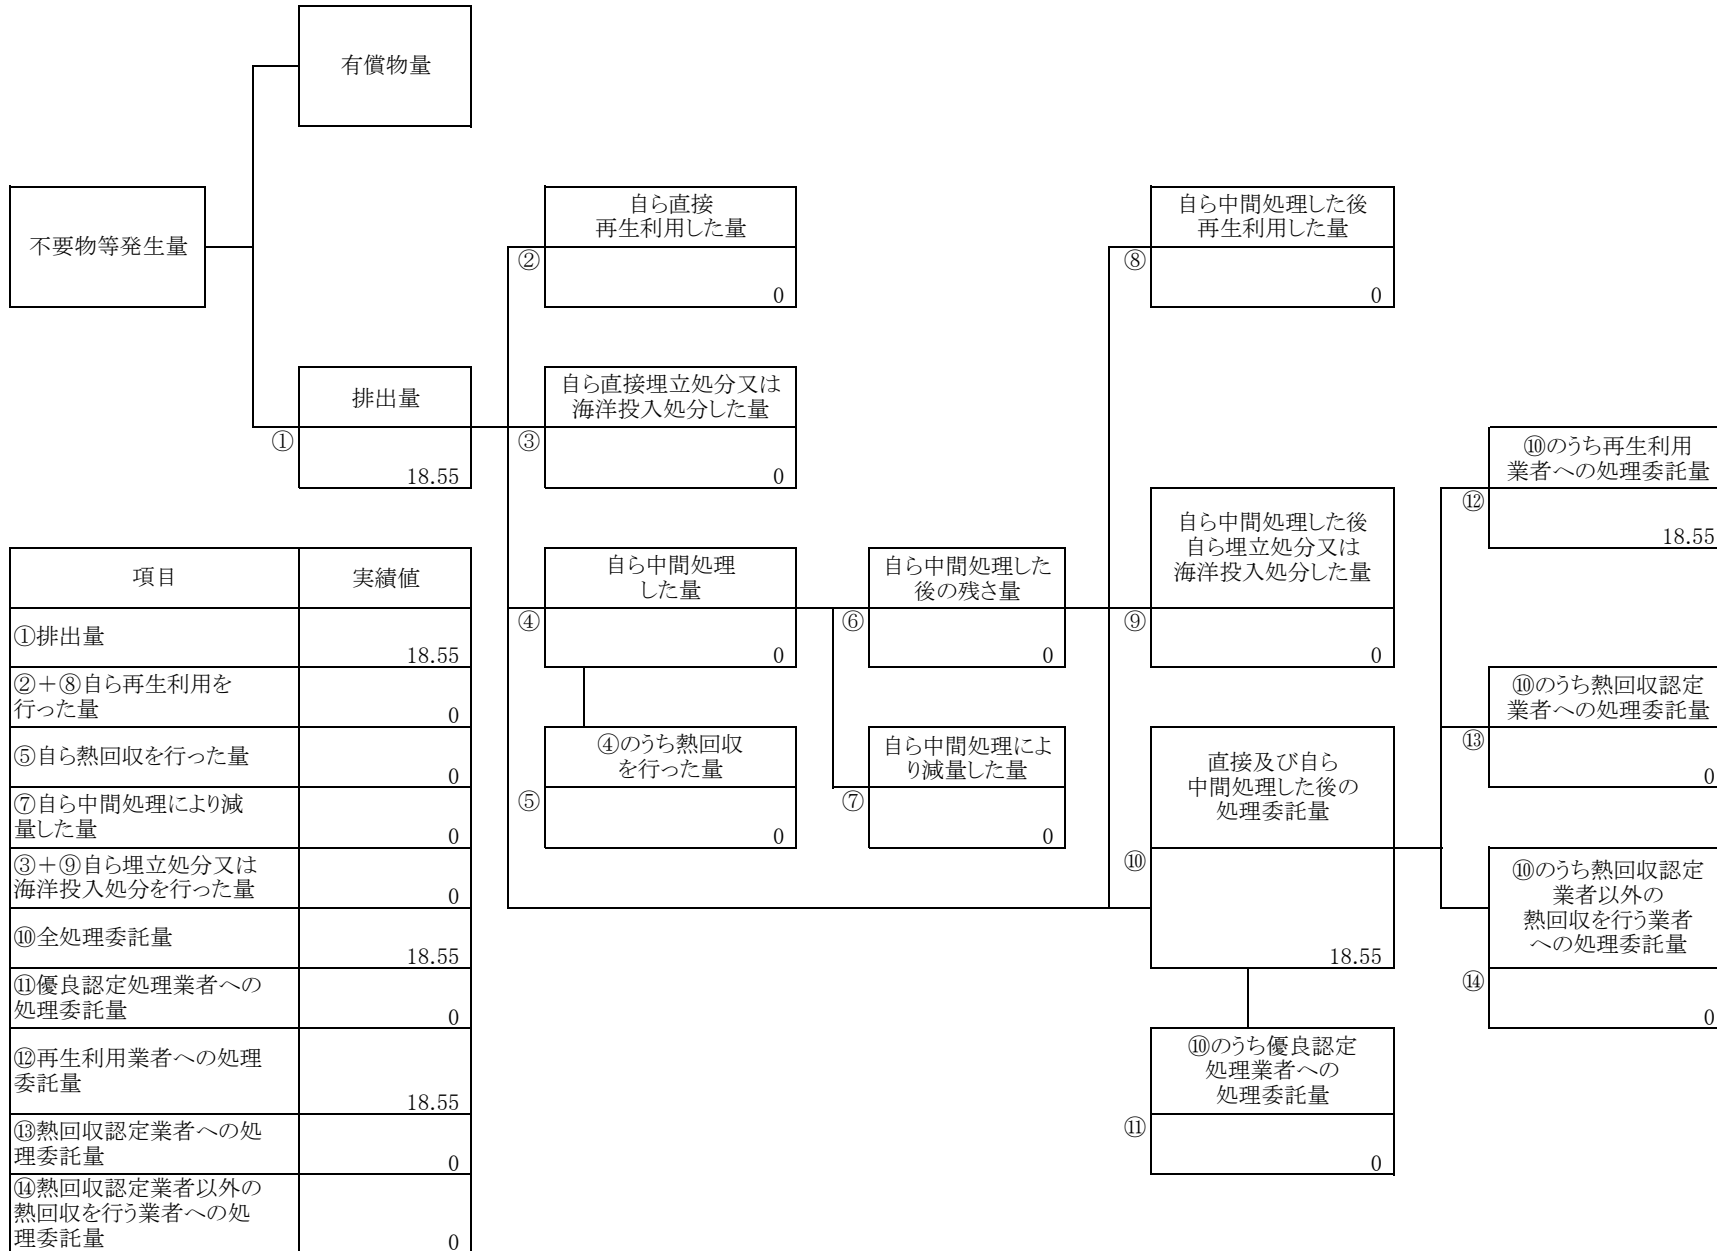 有償物量
不要物等発生量
自ら直接
再生利用した量
②
0
自ら中間処理した後
再生利用した量
⑧
0
排出量
①
18.55
自ら直接埋立処分又は
海洋投入処分した量
③
0
⑩のうち再生利用
業者への処理委託量
⑫
18.55
自ら中間処理
した量
④
0
自ら中間処理した
後の残さ量
⑥
0
自ら中間処理した後
自ら埋立処分又は
海洋投入処分した量
⑨
0
⑩のうち熱回収認定
業者への処理委託量
⑬
0
④のうち熱回収
を行った量
⑤
0
自ら中間処理によ
り減量した量
⑦
0
直接及び自ら
中間処理した後の
処理委託量
⑩
18.55
⑩のうち熱回収認定
業者以外の
熱回収を行う業者
への処理委託量
⑭
0
⑩のうち優良認定
処理業者への
処理委託量
⑪
0
項目 実績値
①排出量
18.55
②+⑧自ら再生利用を
行った量
0
⑤自ら熱回収を行った量
0
⑦自ら中間処理により減
量した量
0
③+⑨自ら埋立処分又は
海洋投入処分を行った量
0
⑩全処理委託量
18.55
⑪優良認定処理業者への
処理委託量
0
⑫再生利用業者への処理
委託量
18.55
⑬熱回収認定業者への処
理委託量
0
⑭熱回収認定業者以外の
熱回収を行う業者への処
理委託量
0